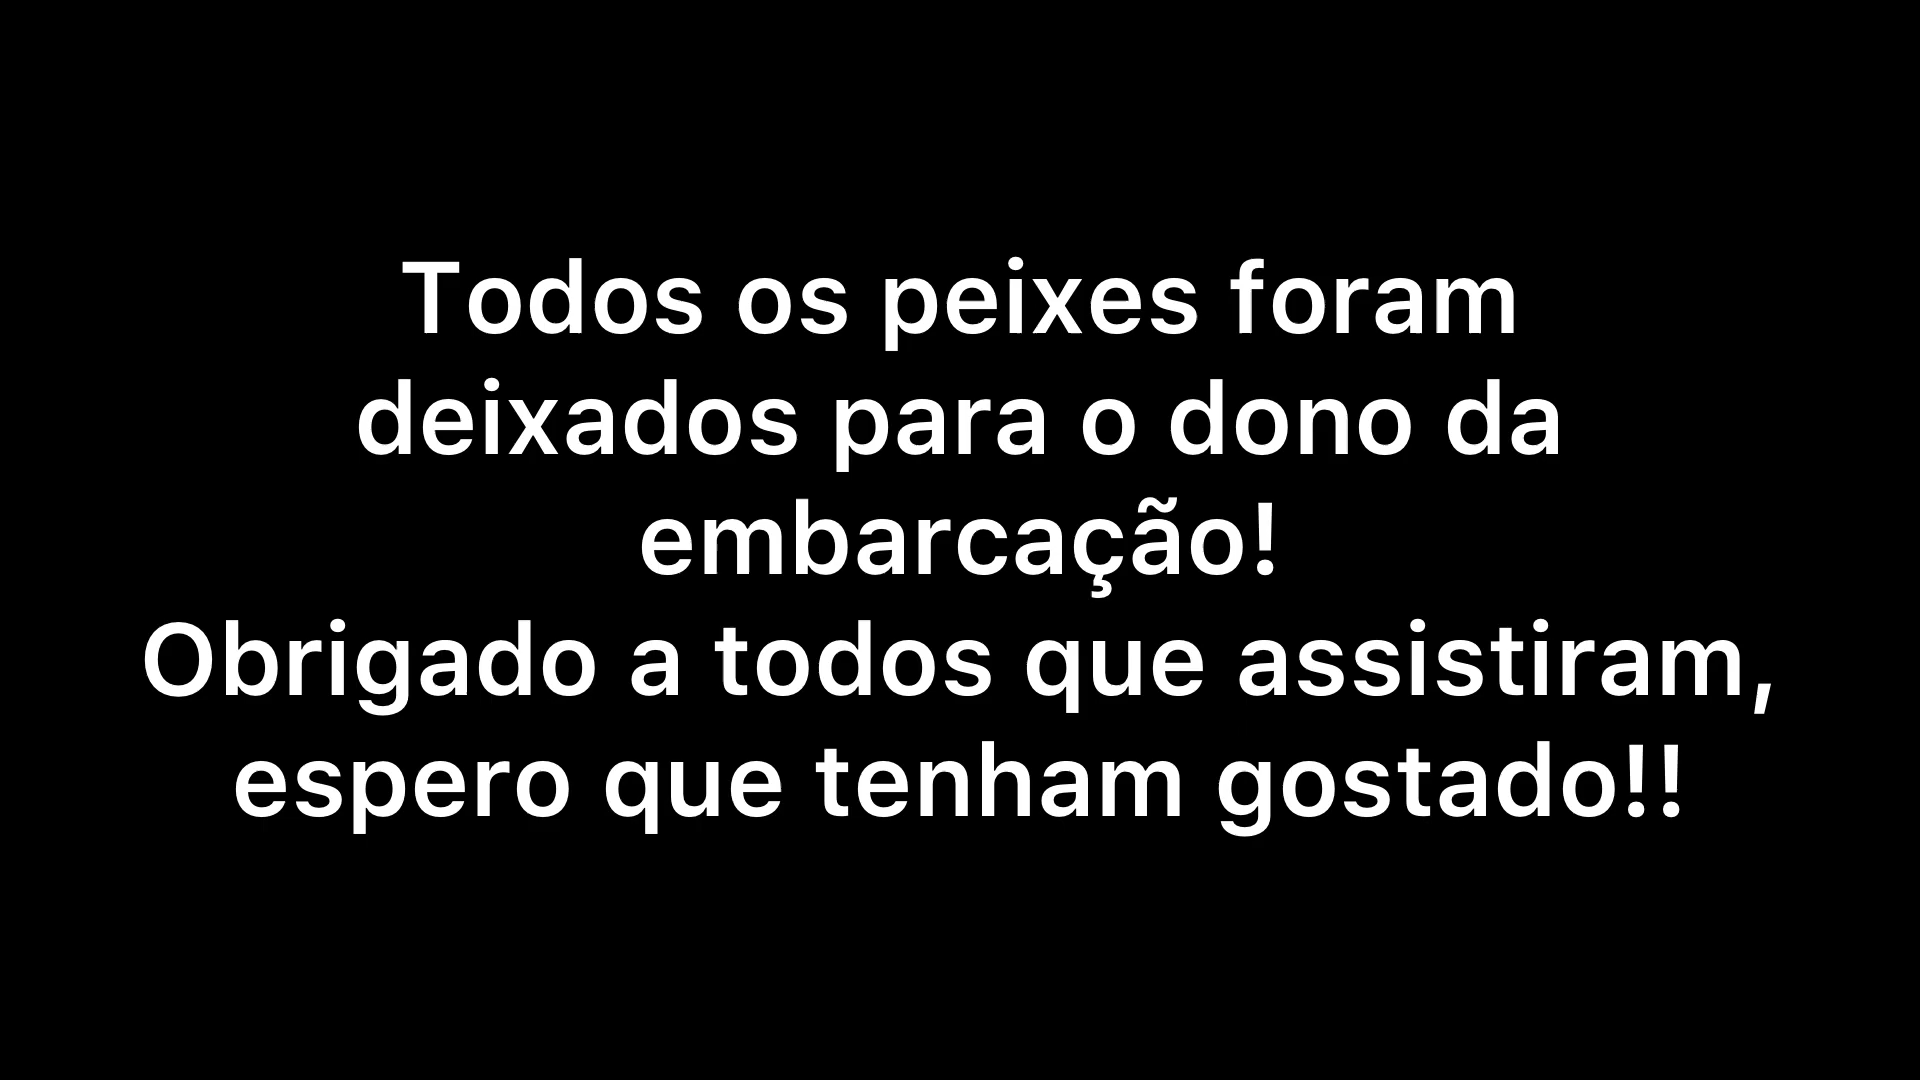 Todos os peixes foram
deixados para o dono da
embarcação!
Obrigado a todos que assistiram,
espero que tenham gostado!!